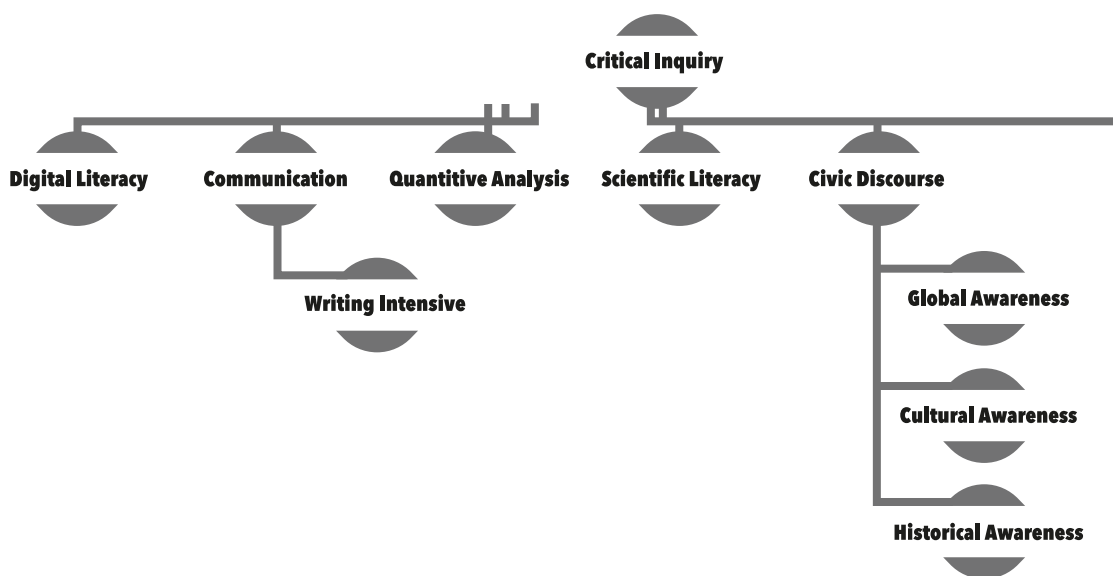 Critical Inquiry
Digital Literacy
Communication
Quantitive Analysis
Scientific Literacy
Civic Discourse
Writing Intensive
Global Awareness
Cultural Awareness
Historical Awareness